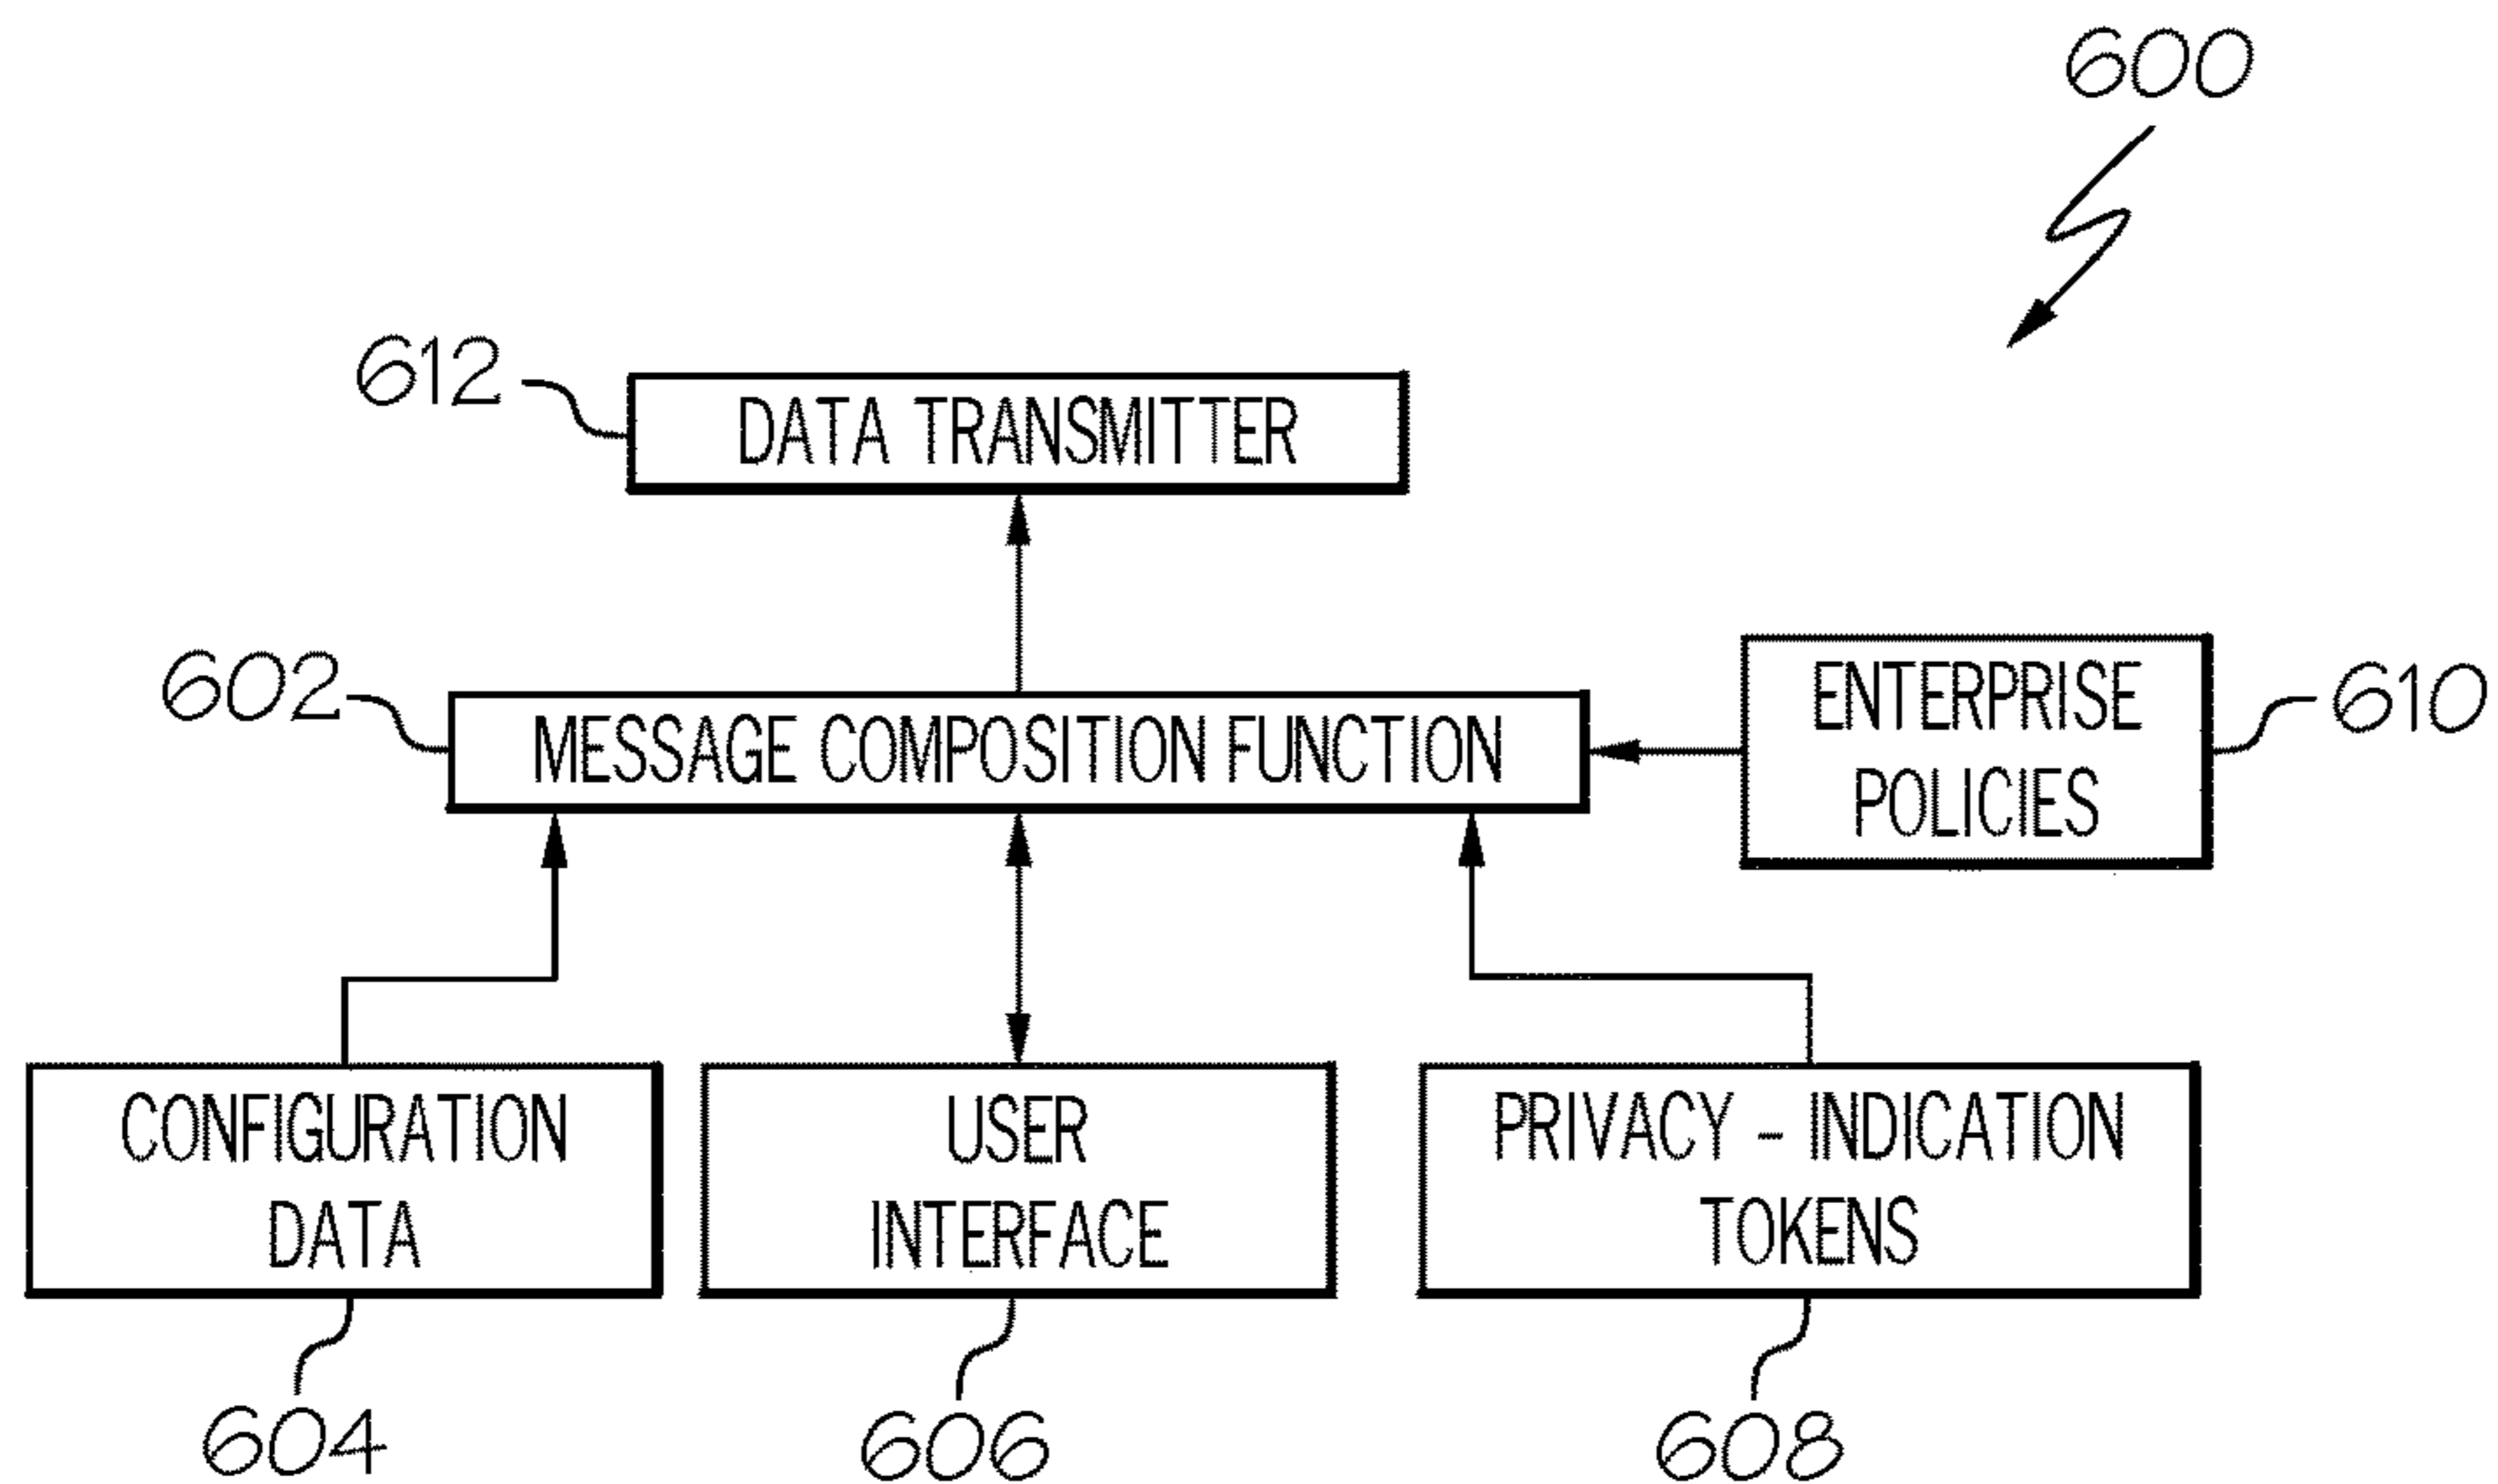 600
612
DATA TRANSMITTER
602
MESSAGE COMPOSITION FUNCTION
ENTERPRISE
POLICIES
610
CONFIGURATION
DATA
USER
INTERFACE
PRIVACY - INDICATION
TOKENS
604
606
608